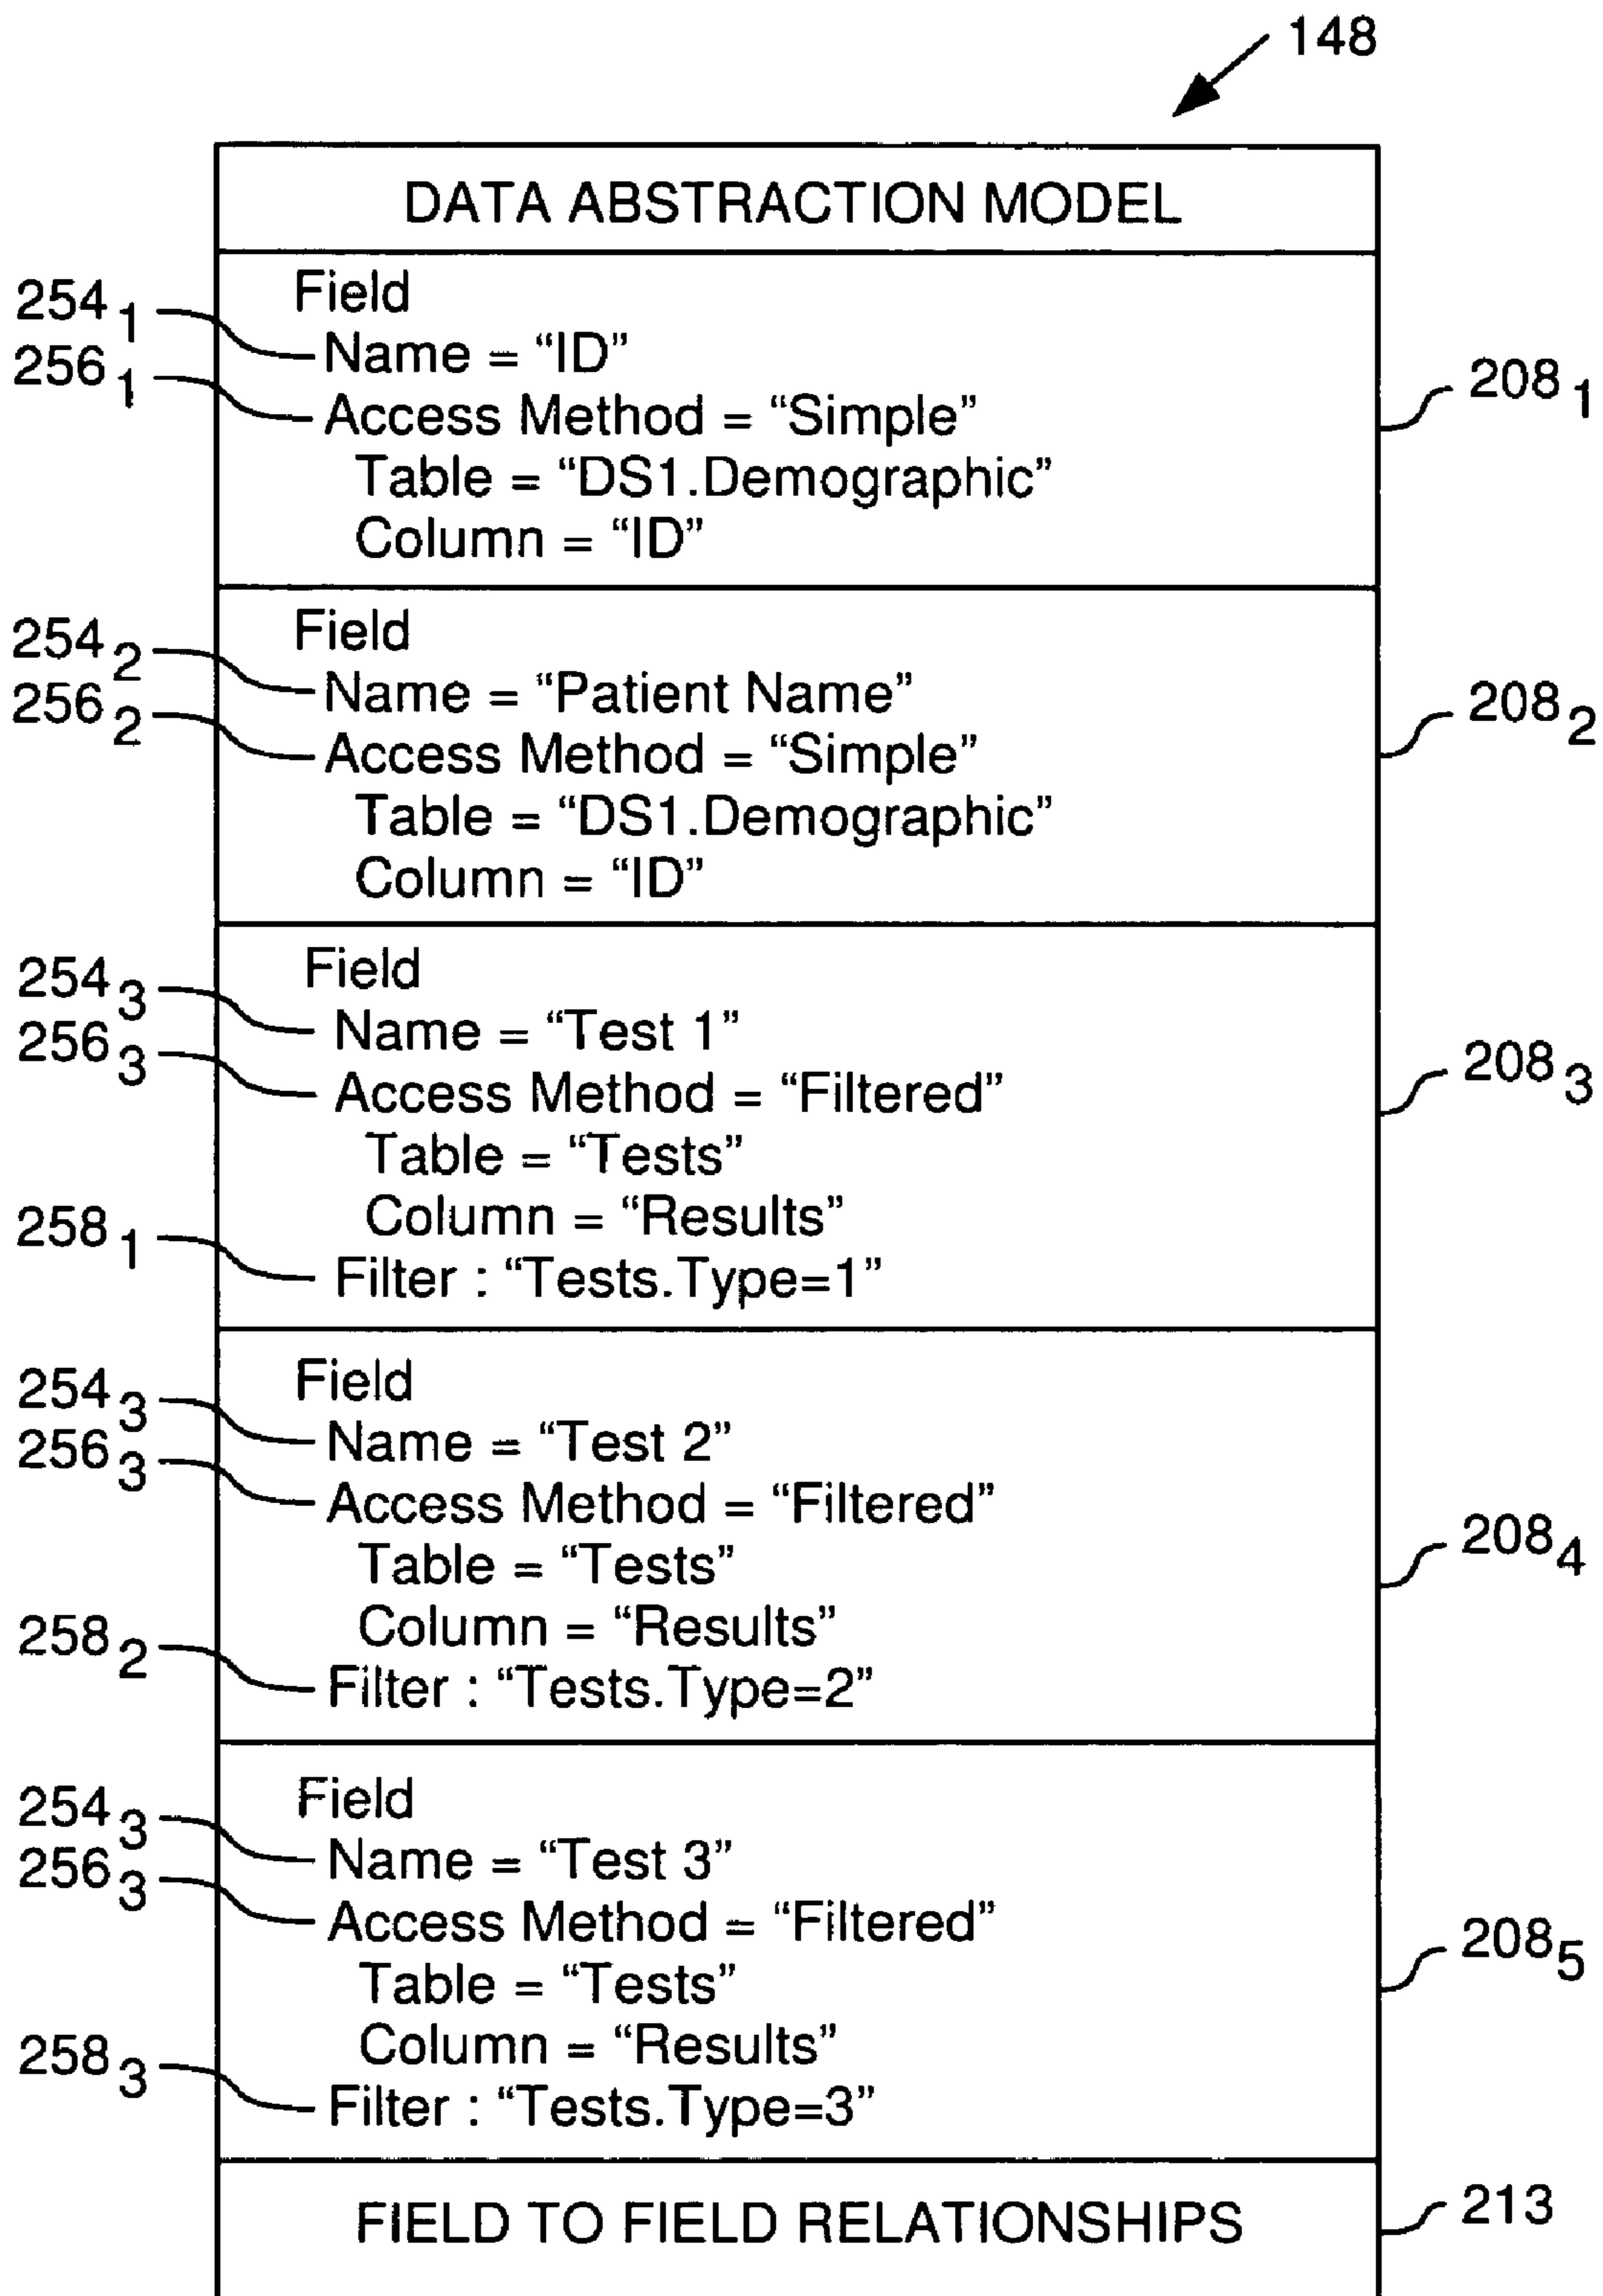 148
DATA ABSTRACTION MODEL
Field
254 1
Name = “ID”
256 1
Access Method = “Simple”
208 1
Table = “DS1.Demographic”
Column = “ID”
Field
254 2
Name = “Patient Name”
256 2
Access Method = “Simple”
208 2
Table = “DS1.Demographic”
Column = “ID”
Field
254 3
Name = “Test 1”
256 3
Access Method = “Filtered”
208 3
Table = “Tests”
Column = “Results”
258 1
Filter : “Tests.Type=1”
Field
254 3
Name = “Test 2”
256 3
Access Method = “Filtered”
208 4
Table = “Tests”
Column = “Results”
258 2
Filter : “Tests.Type=2”
Field
254 3
Name = “Test 3”
256 3
Access Method = “Filtered”
208 5
Table = “Tests”
Column = “Results”
258 3
Filter : “Tests.Type=3”
FIELD TO FIELD RELATIONSHIPS
213